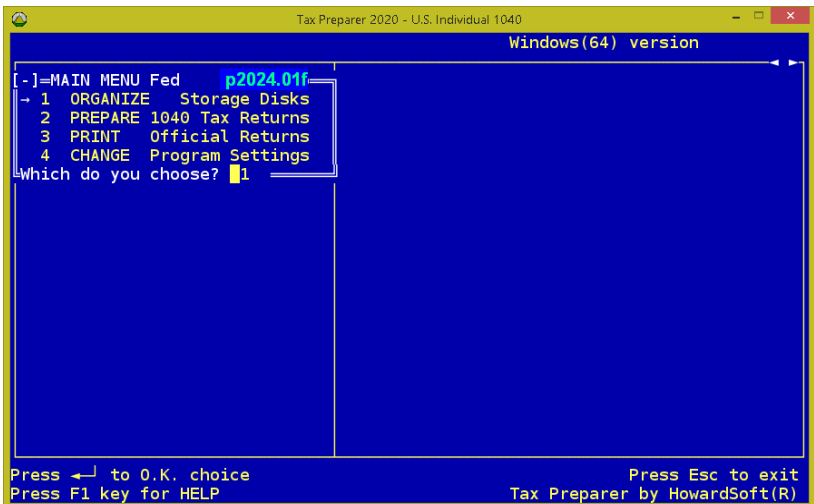 Tax Preparer 2020 - U.S. Individual 1040
Windows(64) version
[-]=MAIN MENU Fed p2024.01f
→ 1 ORGANIZE Storage Disks
2 PREPARE 1040 Tax Returns
3 PRINT Official Returns
4 CHANGE Program Settings
Which do you choose? 1
Press ◄─┘ to O.K. choice
Press Esc to exit
Press F1 key for HELP
Tax Preparer by HowardSoft(R)